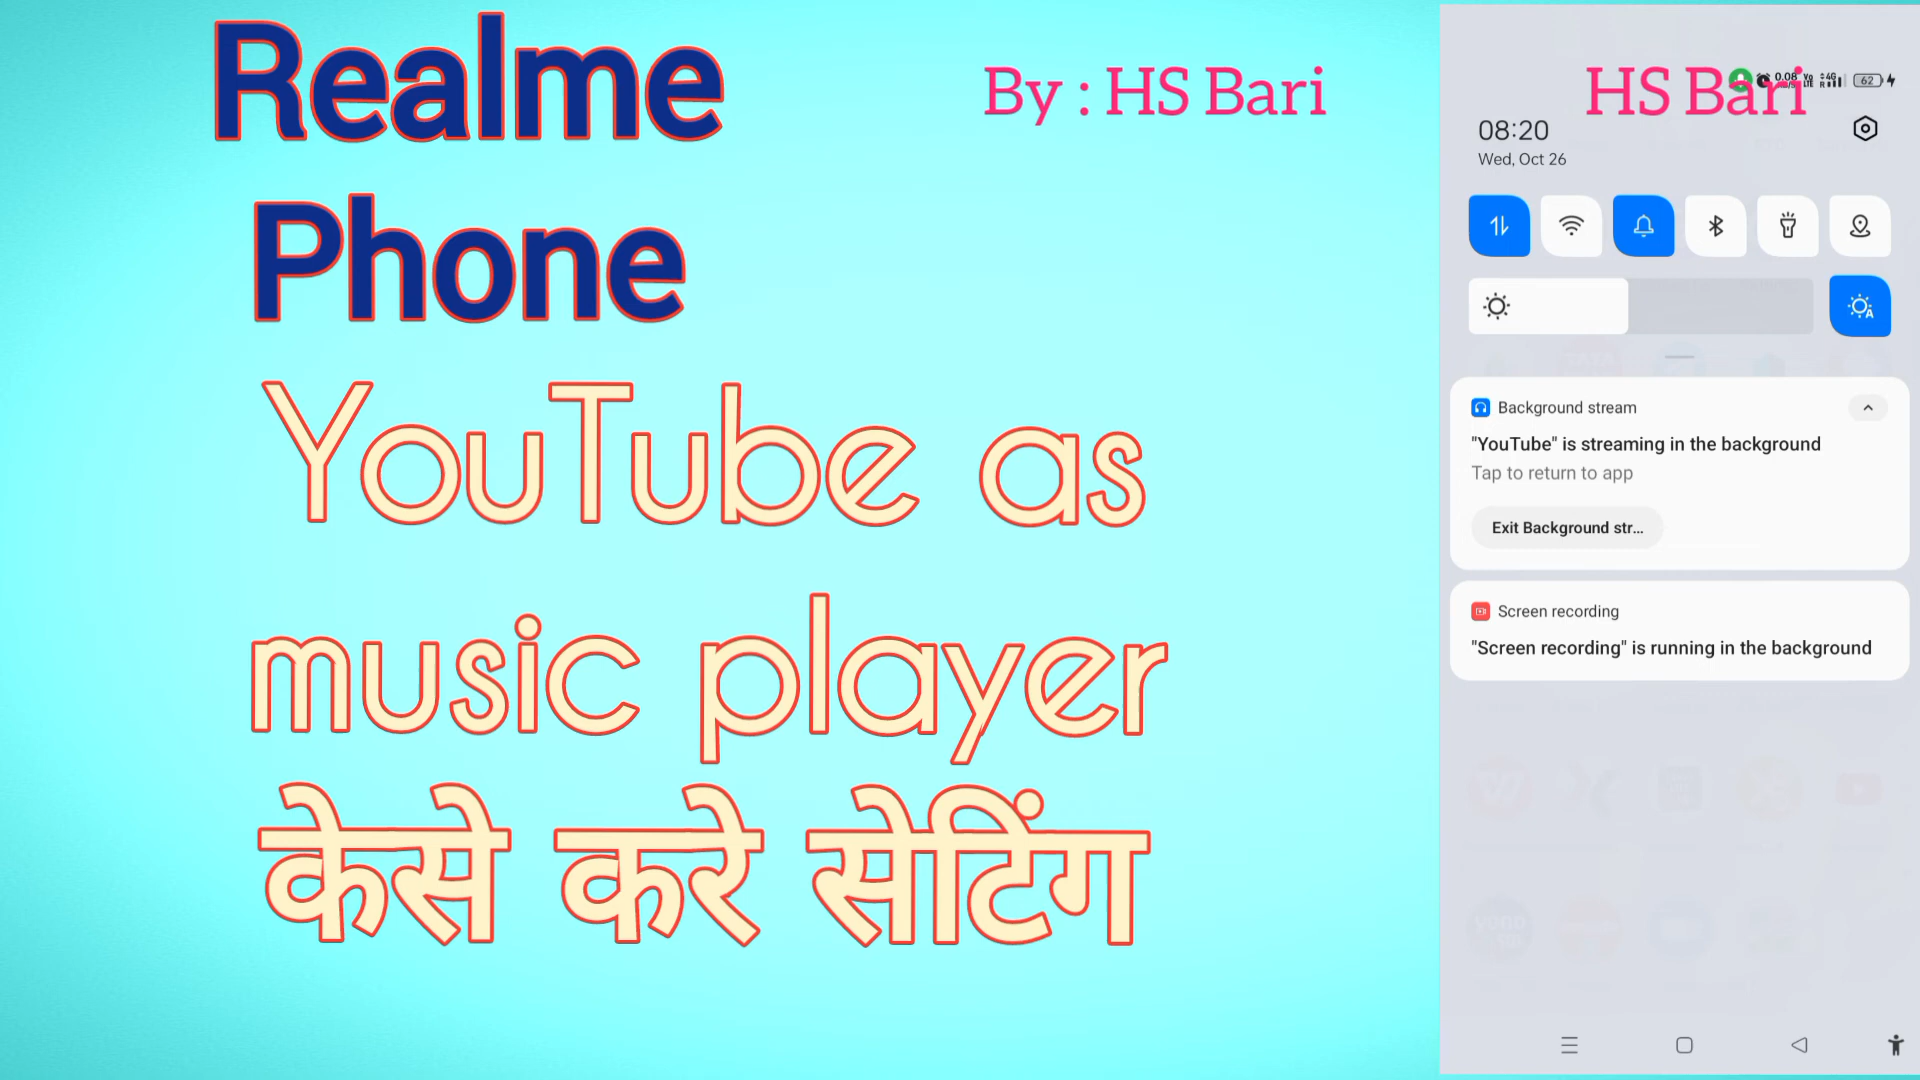 Realme
Phone
YouTube as
music player
केसे करे सेटिंग
By : HS Bari
HS Bari
62
08:20
Wed, Oct 26
Background stream
"YouTube" is streaming in the background
Tap to return to app
Exit Background str...
Screen recording
"Screen recording" is running in the background